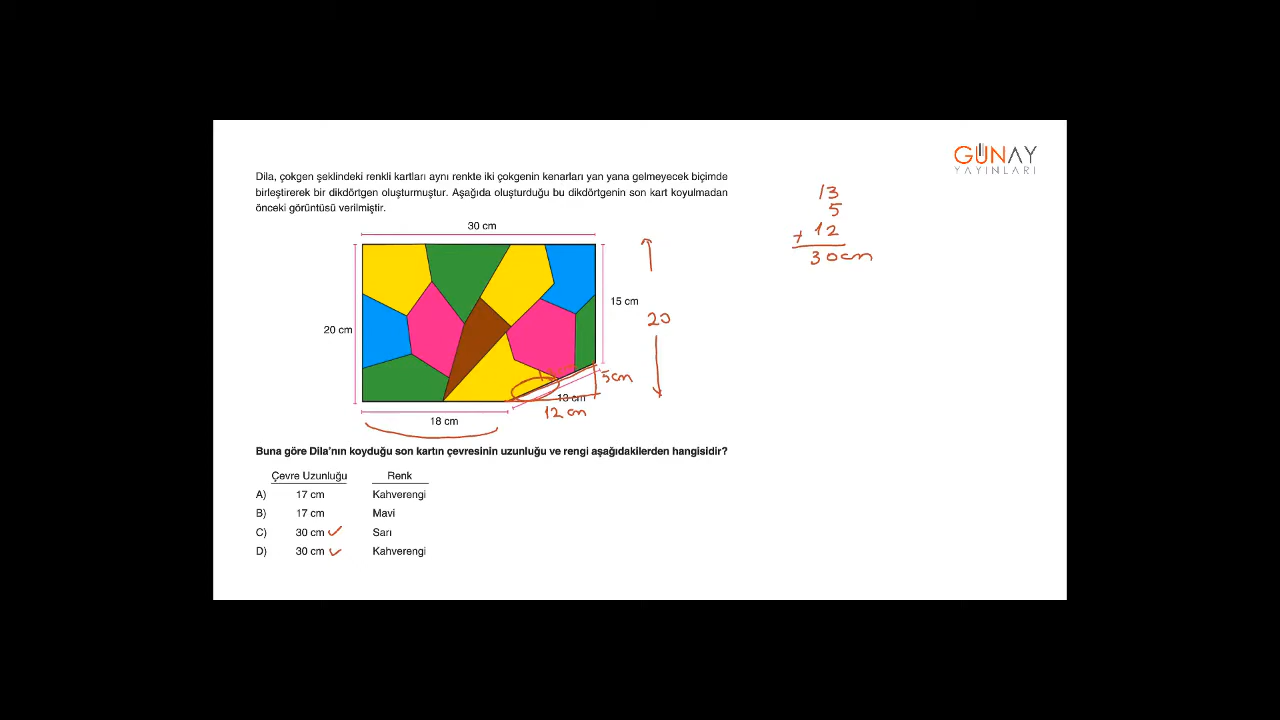 GÜNAY
YAYINLARI
Dila, çokgen şeklindeki renkli kartları aynı renkte iki çokgenin kenarları yan yana gelmeyecek biçimde
birleştirerek bir dikdörtgen oluşturmuştur. Aşağıda oluşturduğu bu dikdörtgenin son kart koyulmadan
önceki görüntüsü verilmiştir.
13
5
+ 12
30cm
30 cm
15 cm
20 cm
20
5cm
13 cm
12 cm
18 cm
Buna göre Dila'nın koyduğu son kartın çevresinin uzunluğu ve rengi aşağıdakilerden hangisidir?
Çevre Uzunluğu Renk
A) 17 cm Kahverengi
B) 17 cm Mavi
C) 30 cm ✓ Sarı
D) 30 cm ✓ Kahverengi